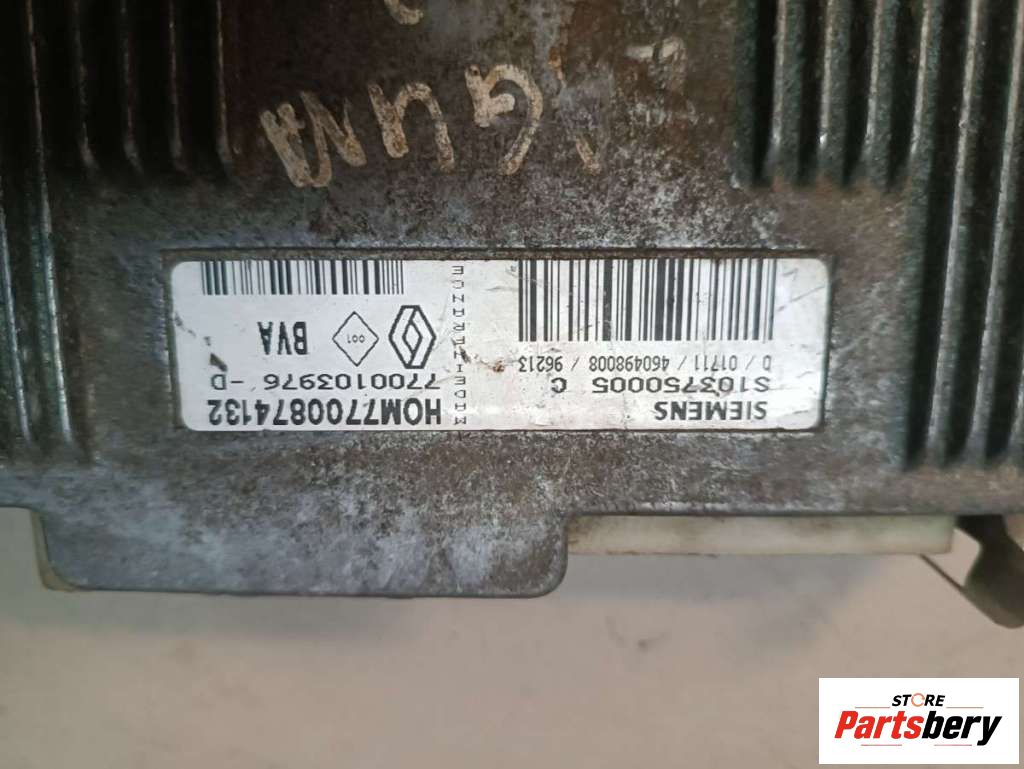 SIEMENS
S103750005 C
D / 01711 / 460498008 / 96213
MADE IN FRANCE
HOM7700874132
7700103976 -D
001
BVA
STORE
Partsbery